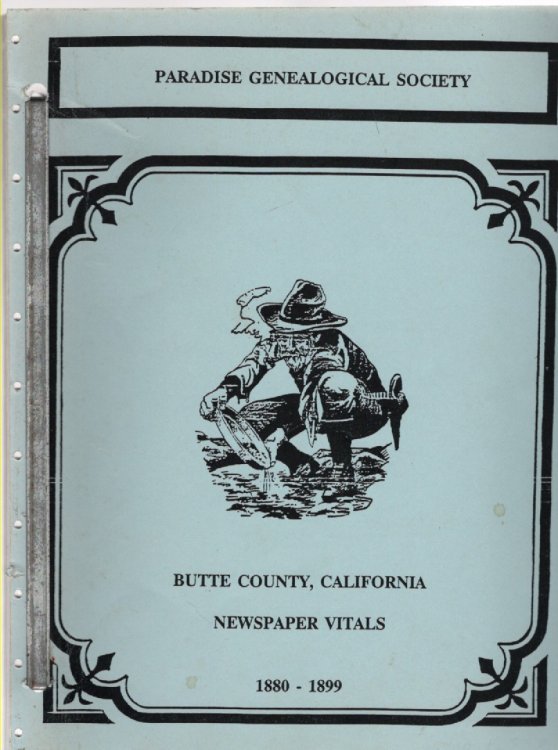 PARADISE GENEALOGICAL SOCIETY
BUTTE COUNTY, CALIFORNIA
NEWSPAPER VITALS
1880 - 1899